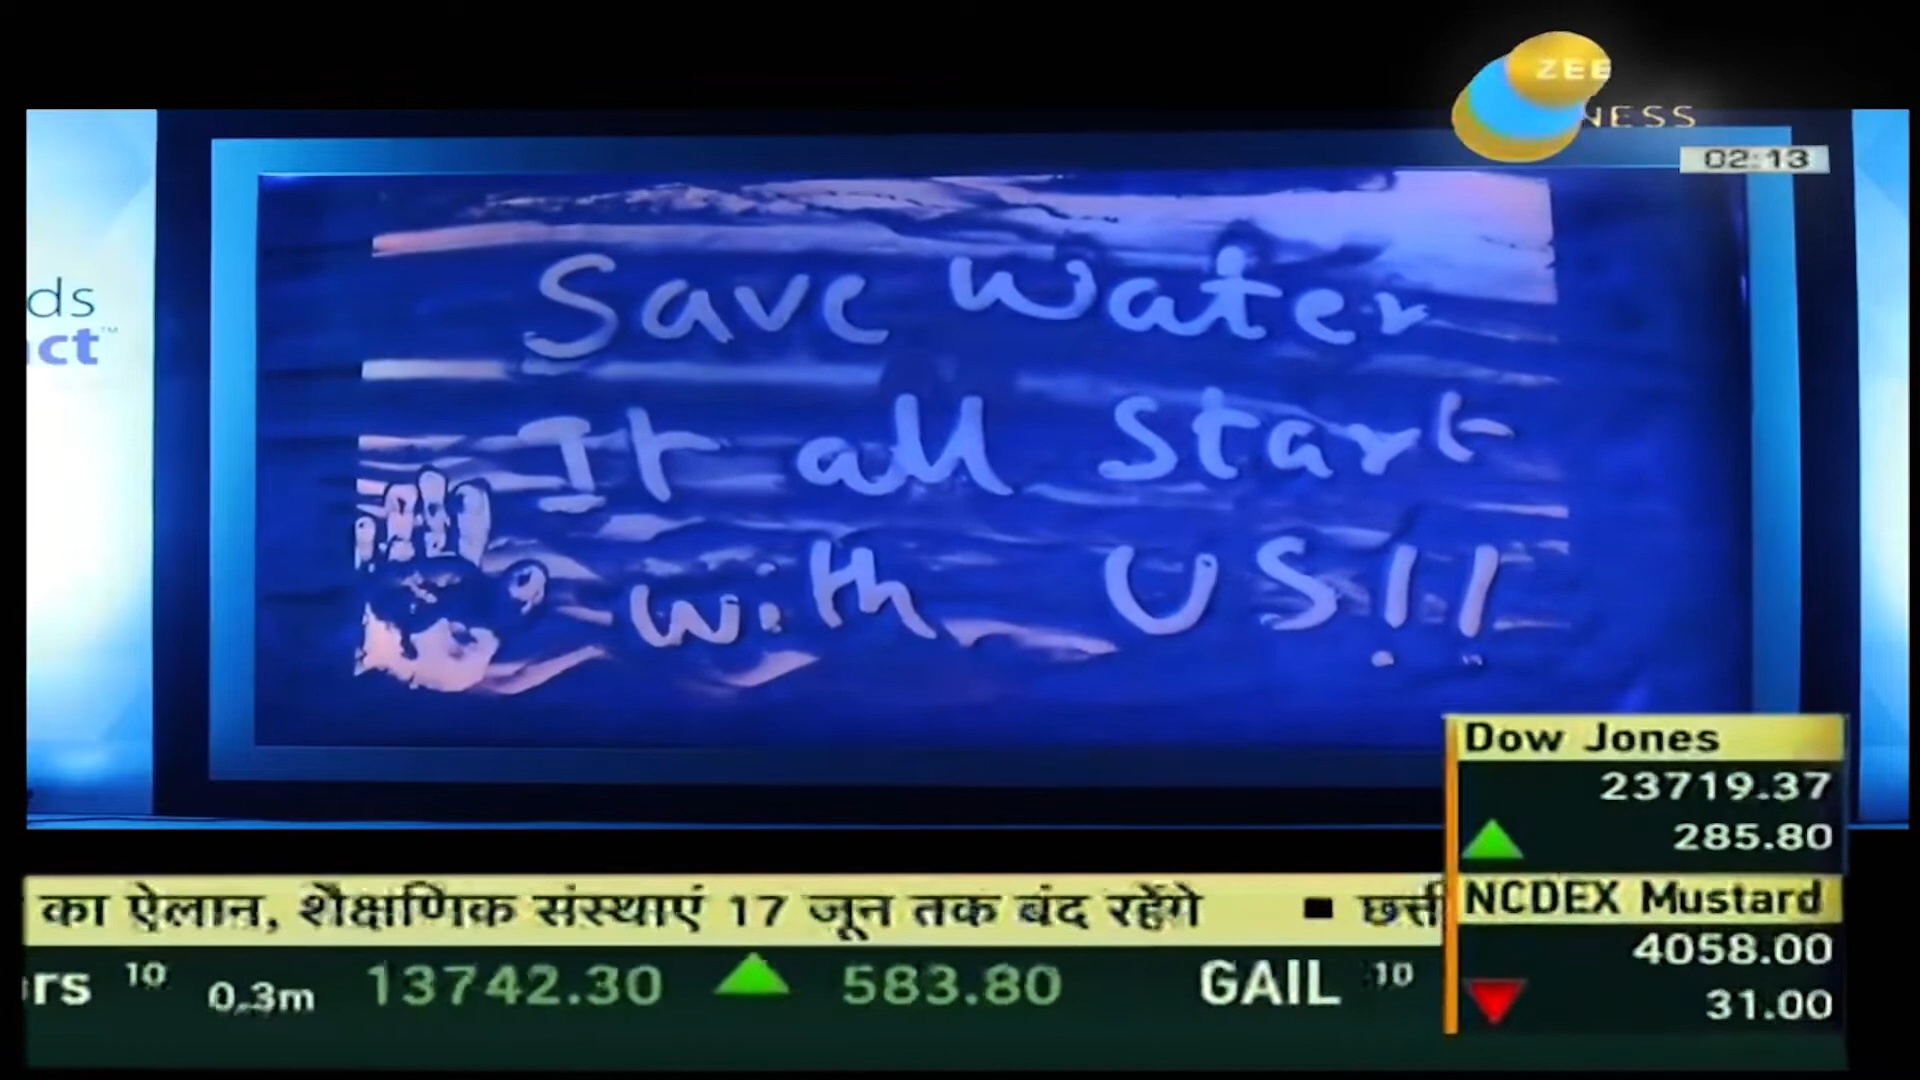 ZEE
NESS
02:13
ds
ct™
Save Water
It all Start
with US!!
Dow Jones
23719.37
285.80
NCDEX Mustard
4058.00
31.00
का ऐलान, शैक्षणिक संस्थाएं 17 जून तक बंद रहेंगे ■ छत्ती
rs 10 0.3m 13742.30 583.80 GAIL 10